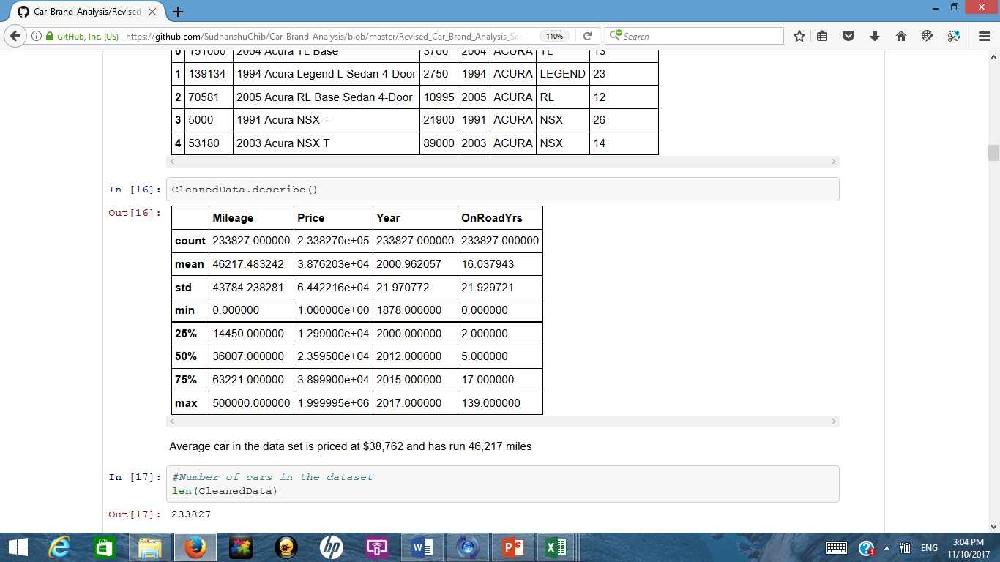 Car-Brand-Analysis/Revised_
GitHub, Inc. (US) https://github.com/SudhanshuChib/Car-Brand-Analysis/blob/master/Revised_Car_Brand_Analysis_Scr 110% Search
0 151000 2004 Acura TL Base 3700 2004 ACURA TL 13
1 139134 1994 Acura Legend L Sedan 4-Door 2750 1994 ACURA LEGEND 23
2 70581 2005 Acura RL Base Sedan 4-Door 10995 2005 ACURA RL 12
3 5000 1991 Acura NSX -- 21900 1991 ACURA NSX 26
4 53180 2003 Acura NSX T 89000 2003 ACURA NSX 14
In [16]: CleanedData.describe()
Out[16]:
Mileage Price Year OnRoadYrs
count 233827.000000 2.338270e+05 233827.000000 233827.000000
mean 46217.483242 3.876203e+04 2000.962057 16.037943
std 43784.238281 6.442216e+04 21.970772 21.929721
min 0.000000 1.000000e+00 1878.000000 0.000000
25% 14450.000000 1.299000e+04 2000.000000 2.000000
50% 36007.000000 2.359500e+04 2012.000000 5.000000
75% 63221.000000 3.899900e+04 2015.000000 17.000000
max 500000.000000 1.999995e+06 2017.000000 139.000000
Average car in the data set is priced at $38,762 and has run 46,217 miles
In [17]: #Number of cars in the dataset
len(CleanedData)
Out[17]: 233827
hp
ENG
3:04 PM
11/10/2017